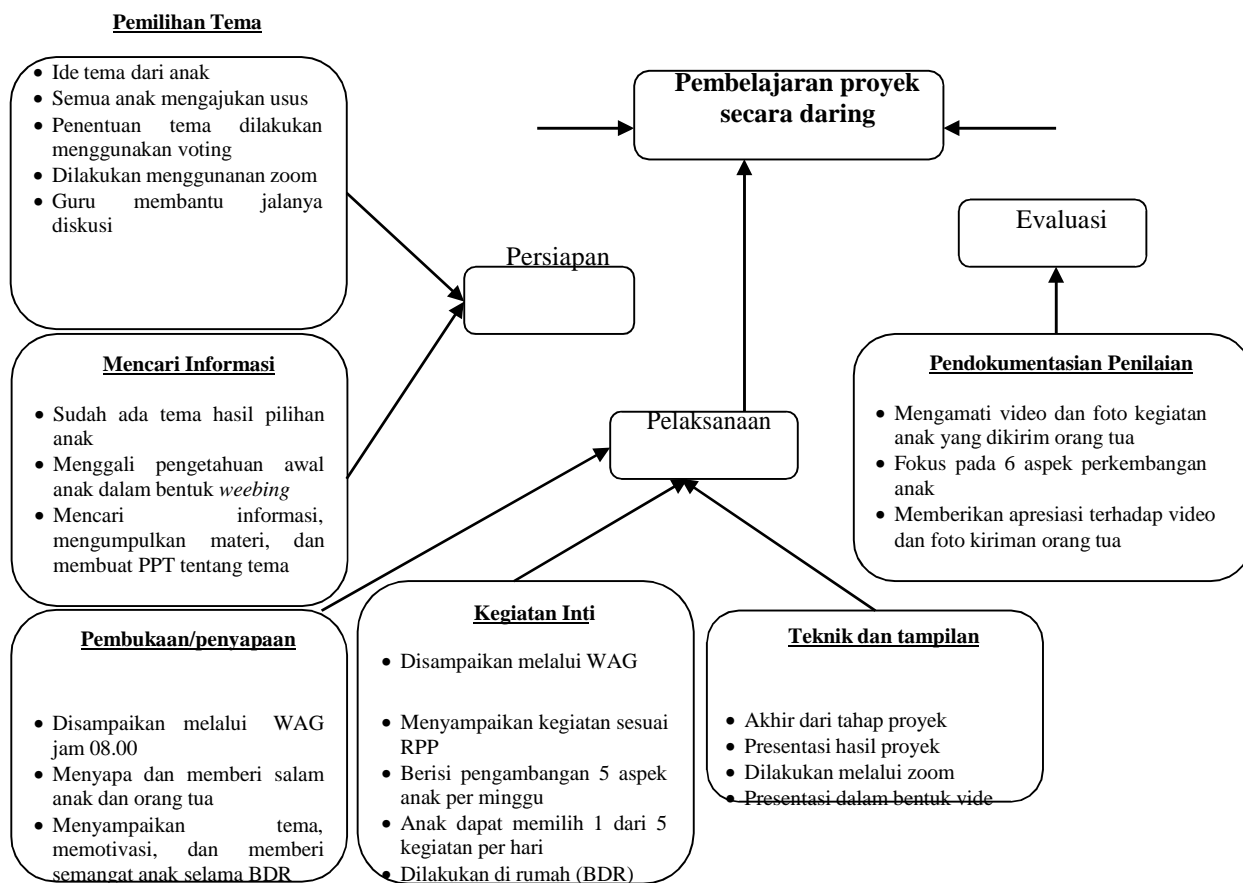 Pemilihan Tema
• Ide tema dari anak
• Semua anak mengajukan usus
• Penentuan tema dilakukan
menggunakan voting
• Dilakukan menggunanan zoom
• Guru membantu jalanya
diskusi
Pembelajaran proyek
secara daring
Persiapan
Evaluasi
Mencari Informasi
• Sudah ada tema hasil pilihan
anak
• Menggali pengetahuan awal
anak dalam bentuk weebing
• Mencari informasi,
mengumpulkan materi, dan
membuat PPT tentang tema
Pelaksanaan
Pendokumentasian Penilaian
• Mengamati video dan foto kegiatan
anak yang dikirim orang tua
• Fokus pada 6 aspek perkembangan
anak
• Memberikan apresiasi terhadap video
dan foto kiriman orang tua
Pembukaan/penyapaan
• Disampaikan melalui WAG
jam 08.00
• Menyapa dan memberi salam
anak dan orang tua
• Menyampaikan tema,
memotivasi, dan memberi
semangat anak selama BDR
Kegiatan Inti
• Disampaikan melalui WAG
• Menyampaikan kegiatan sesuai
RPP
• Berisi pengambangan 5 aspek
anak per minggu
• Anak dapat memilih 1 dari 5
kegiatan per hari
• Dilakukan di rumah (BDR)
Teknik dan tampilan
• Akhir dari tahap proyek
• Presentasi hasil proyek
• Dilakukan melalui zoom
• Presentasi dalam bentuk vide